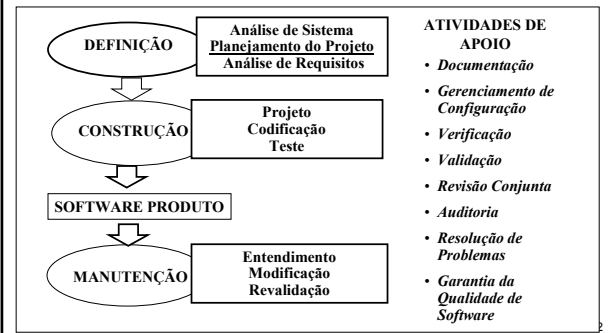 DEFINIÇÃO
Análise de Sistema
Planejamento do Projeto
Análise de Requisitos
CONSTRUÇÃO
Projeto
Codificação
Teste
SOFTWARE PRODUTO
MANUTENÇÃO
Entendimento
Modificação
Revalidação
ATIVIDADES DE
APOIO
• Documentação
• Gerenciamento de
Configuração
• Verificação
• Validação
• Revisão Conjunta
• Auditoria
• Resolução de
Problemas
• Garantia da
Qualidade de
Software
2